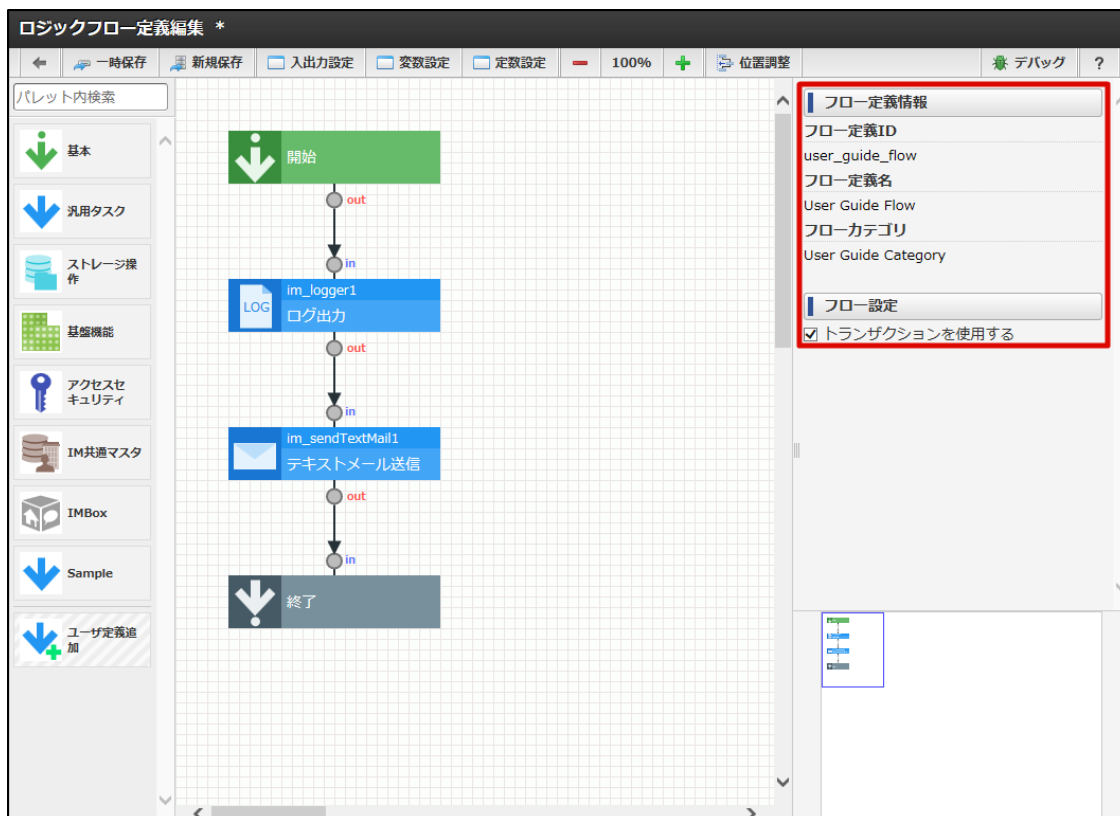 ロジックフロー定義編集 *
一時保存 新規保存 入出力設定 変数設定 定数設定 100% 位置調整 デバッグ ?
パレット内検索
基本
汎用タスク
ストレージ操
作
基盤機能
アクセスセ
キュリティ
IM共通マスタ
IMBox
Sample
ユーザ定義追
加
開始
out
in
im_logger1
LOG
ログ出力
out
in
im_sendTextMail1
テキストメール送信
out
in
終了
フロー定義情報
フロー定義ID
user_guide_flow
フロー定義名
User Guide Flow
フローカテゴリ
User Guide Category
フロー設定
トランザクションを使用する